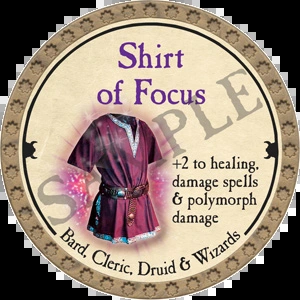 Shirt
of Focus
+2 to healing,
damage spells
& polymorph
damage
Bard, Cleric, Druid & Wizards
SAMPLE